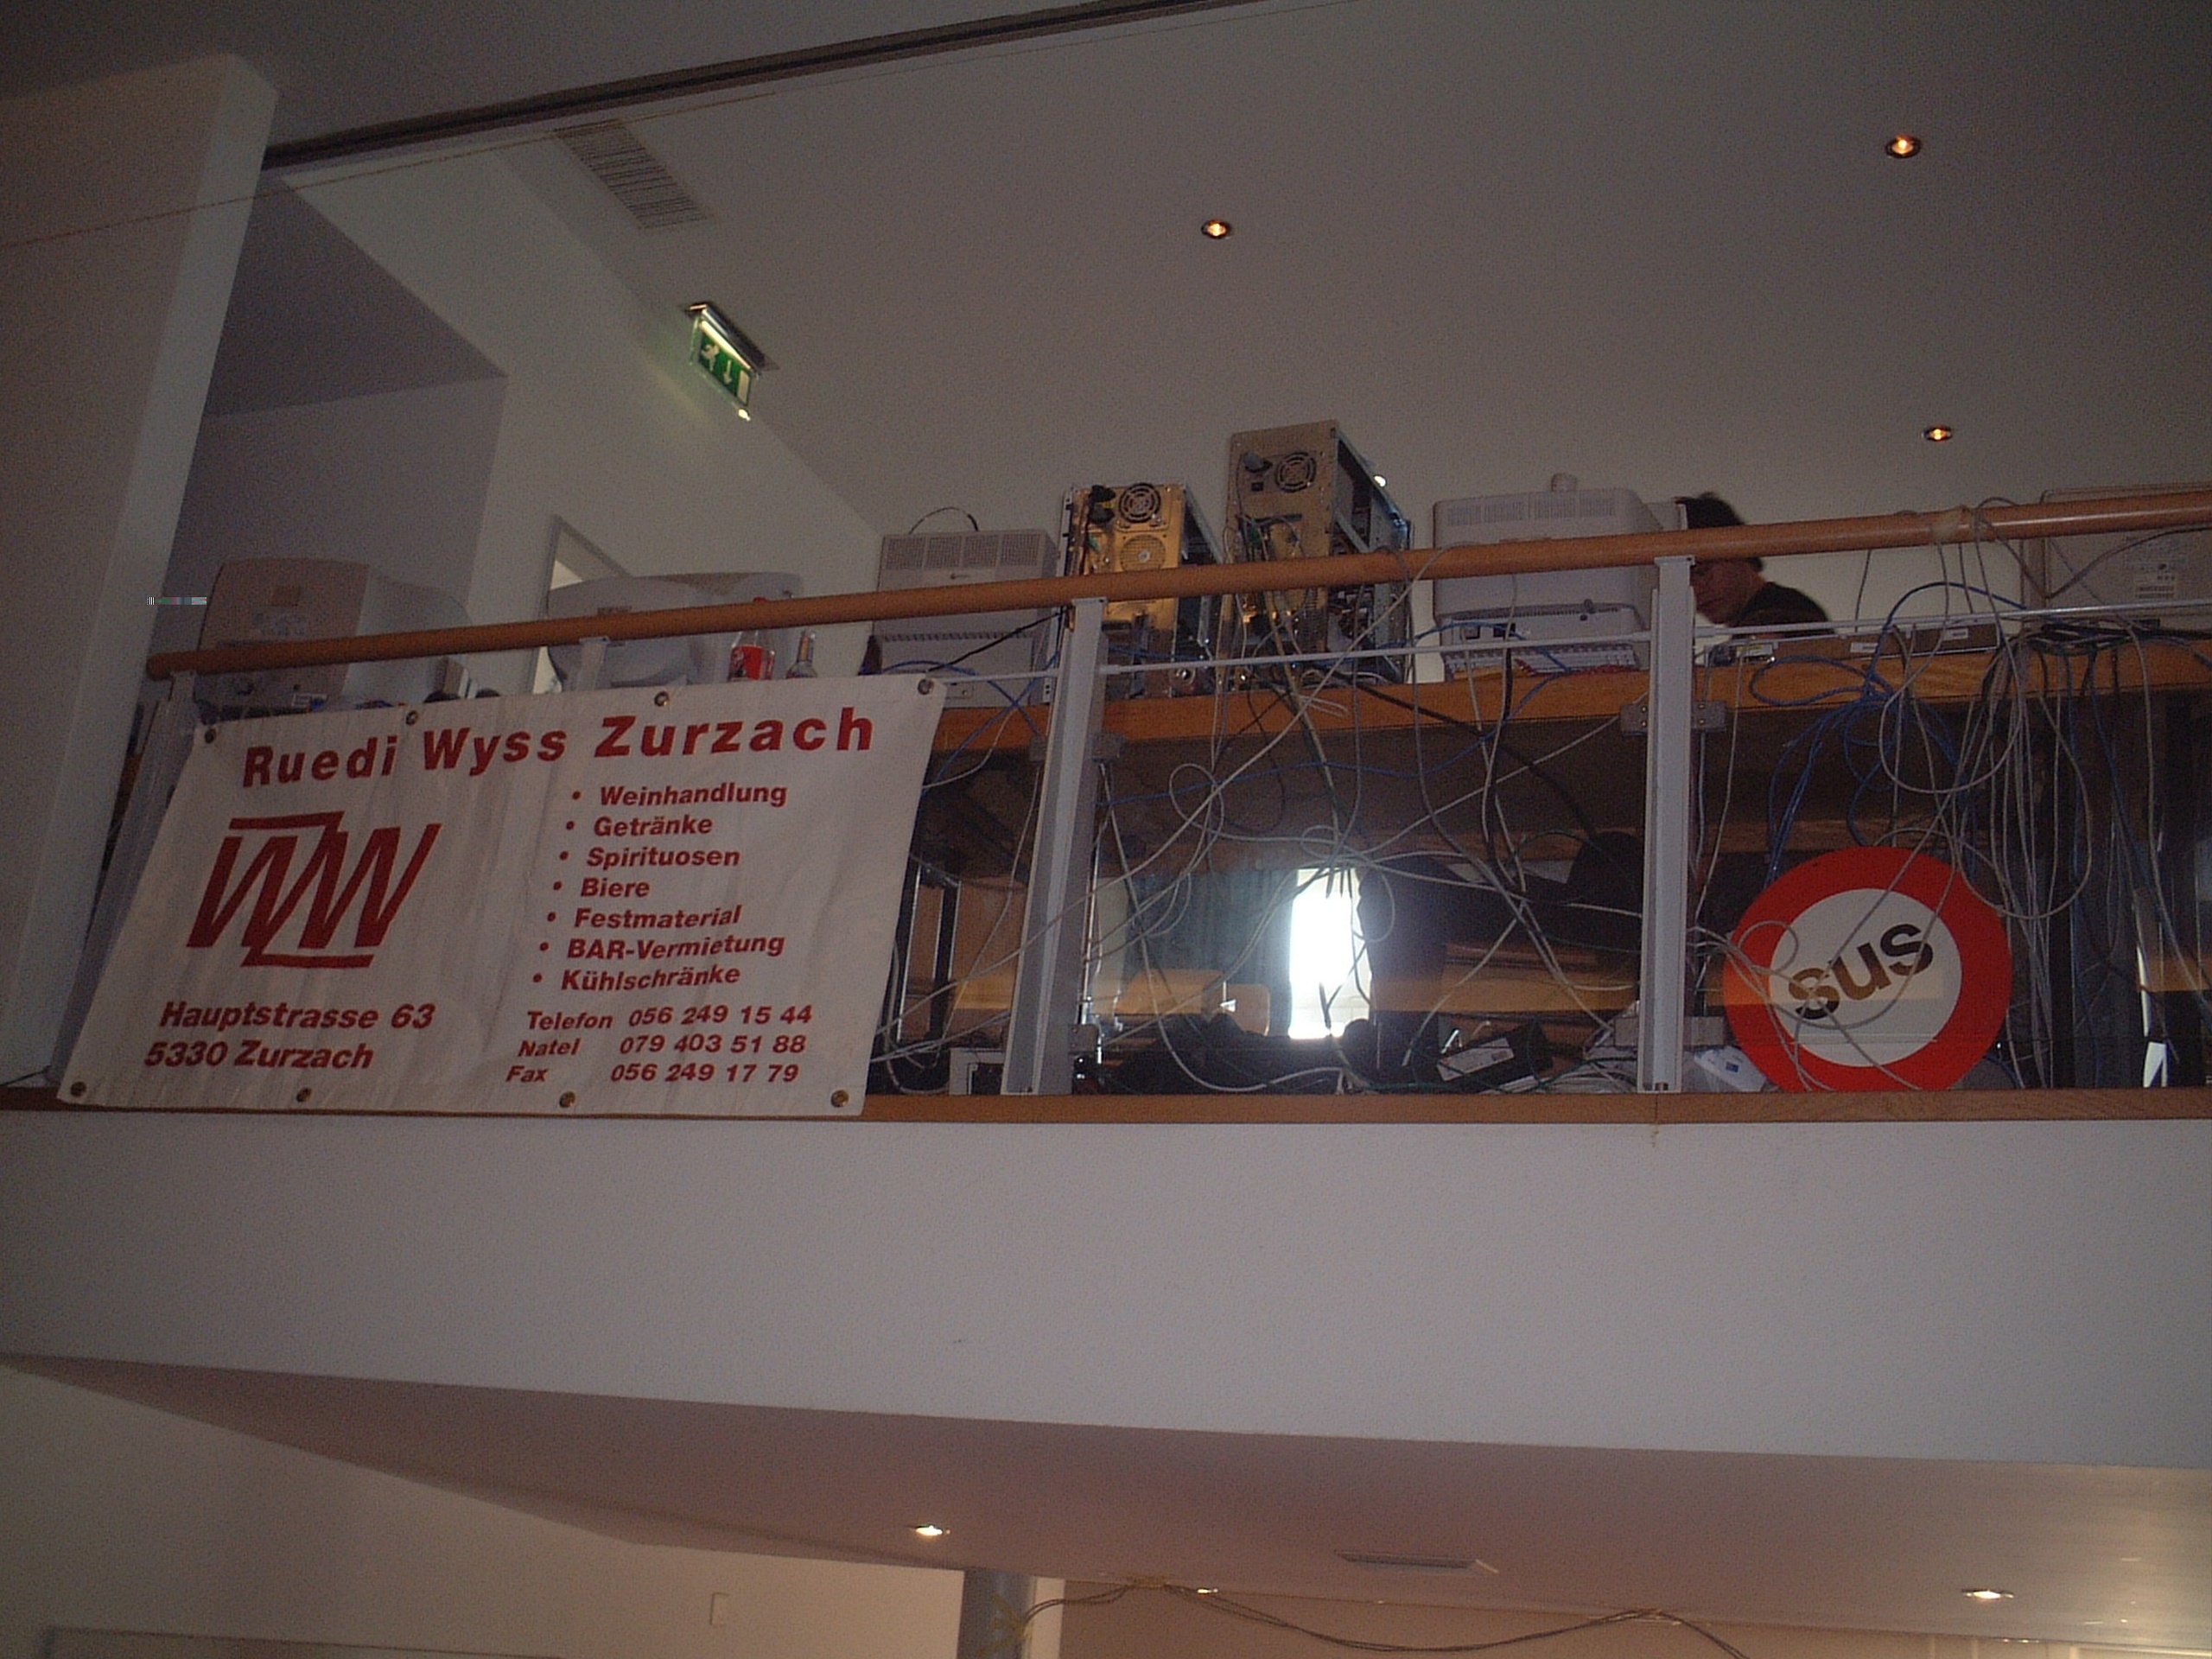 Ruedi Wyss Zurzach
• Weinhandlung
• Getränke
• Spirituosen
• Biere
• Festmaterial
• BAR-Vermietung
• Kühlschränke
Hauptstrasse 63
5330 Zurzach
Telefon 056 249 15 44
Natel 079 403 51 88
Fax 056 249 17 79
sus